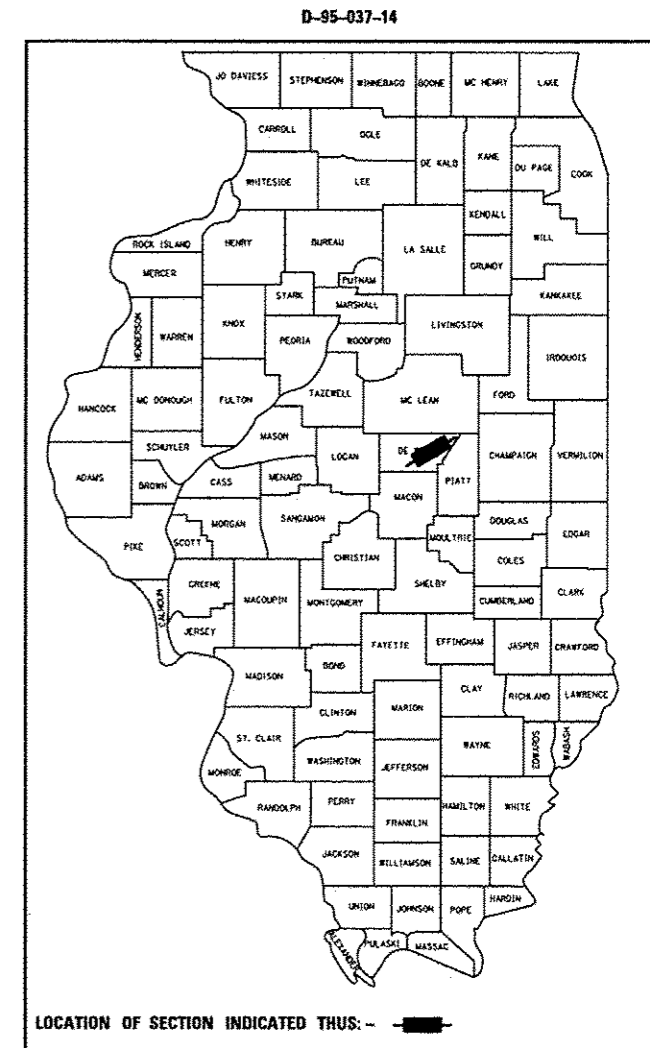 D-95-037-14
JO DAVIESS STEPHENSON WINNEBAGO BOONE MC HENRY LAKE
CARROLL OGLE DE KALB KANE DU PAGE COOK
WHITESIDE LEE
KENDALL WILL
ROCK ISLAND HENRY BUREAU LA SALLE
MERCER PUTNAM GRUNDY
KANKAKEE
STARK MARSHALL
HENDERSON WARREN KNOX PEORIA WOODFORD LIVINGSTON
IROQUOIS
HANCOCK MC DONOUGH FULTON TAZEWELL MC LEAN FORD
MASON
SCHUYLER LOGAN DE CHAMPAIGN VERMILION
ADAMS BROWN CASS MENARD PIATT
MACON
MORGAN SANGAMON DOUGLAS
PIKE SCOTT CHRISTIAN MOULTRIE EDGAR
COLES
GREENE SHELBY
CALHOUN MACOUPIN MONTGOMERY CUMBERLAND CLARK
JERSEY
FAYETTE EFFINGHAM JASPER CRAWFORD
BOND
MADISON CLAY RICHLAND LAWRENCE
CLINTON MARION
ST. CLAIR WAYNE EDWARDS WABASH
WASHINGTON JEFFERSON
MONROE
RANDOLPH PERRY HAMILTON WHITE
FRANKLIN
JACKSON WILLIAMSON SALINE GALLATIN
UNION JOHNSON POPE HARDIN
ALEXANDER PULASKI MASSAC
LOCATION OF SECTION INDICATED THUS: -